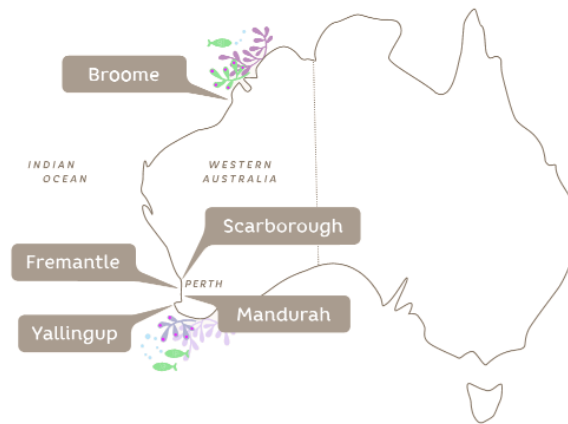 Broome
INDIAN
OCEAN
WESTERN
AUSTRALIA
Scarborough
Fremantle
PERTH
Mandurah
Yallingup